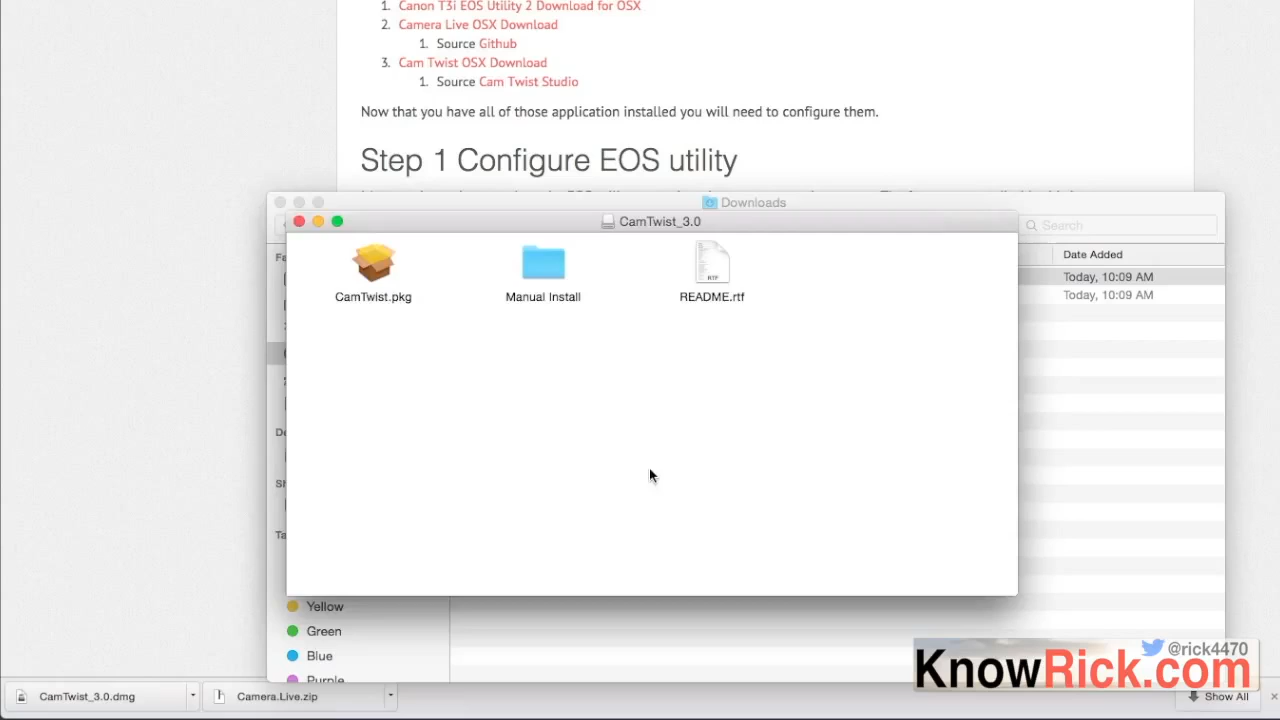 1. Canon T3i EOS Utility 2 Download for OSX
2. Camera Live OSX Download
1. Source Github
3. Cam Twist OSX Download
1. Source Cam Twist Studio
Now that you have all of those application installed you will need to configure them.
Step 1 Configure EOS utility
Downloads
CamTwist_3.0
Search
Date Added
CamTwist.pkg
Manual Install
README.rtf
RTF
Today, 10:09 AM
Today, 10:09 AM
Yellow
Green
Blue
Purple
@rick4470
KnowRick.com
CamTwist_3.0.dmg
Camera.Live.zip
Show All